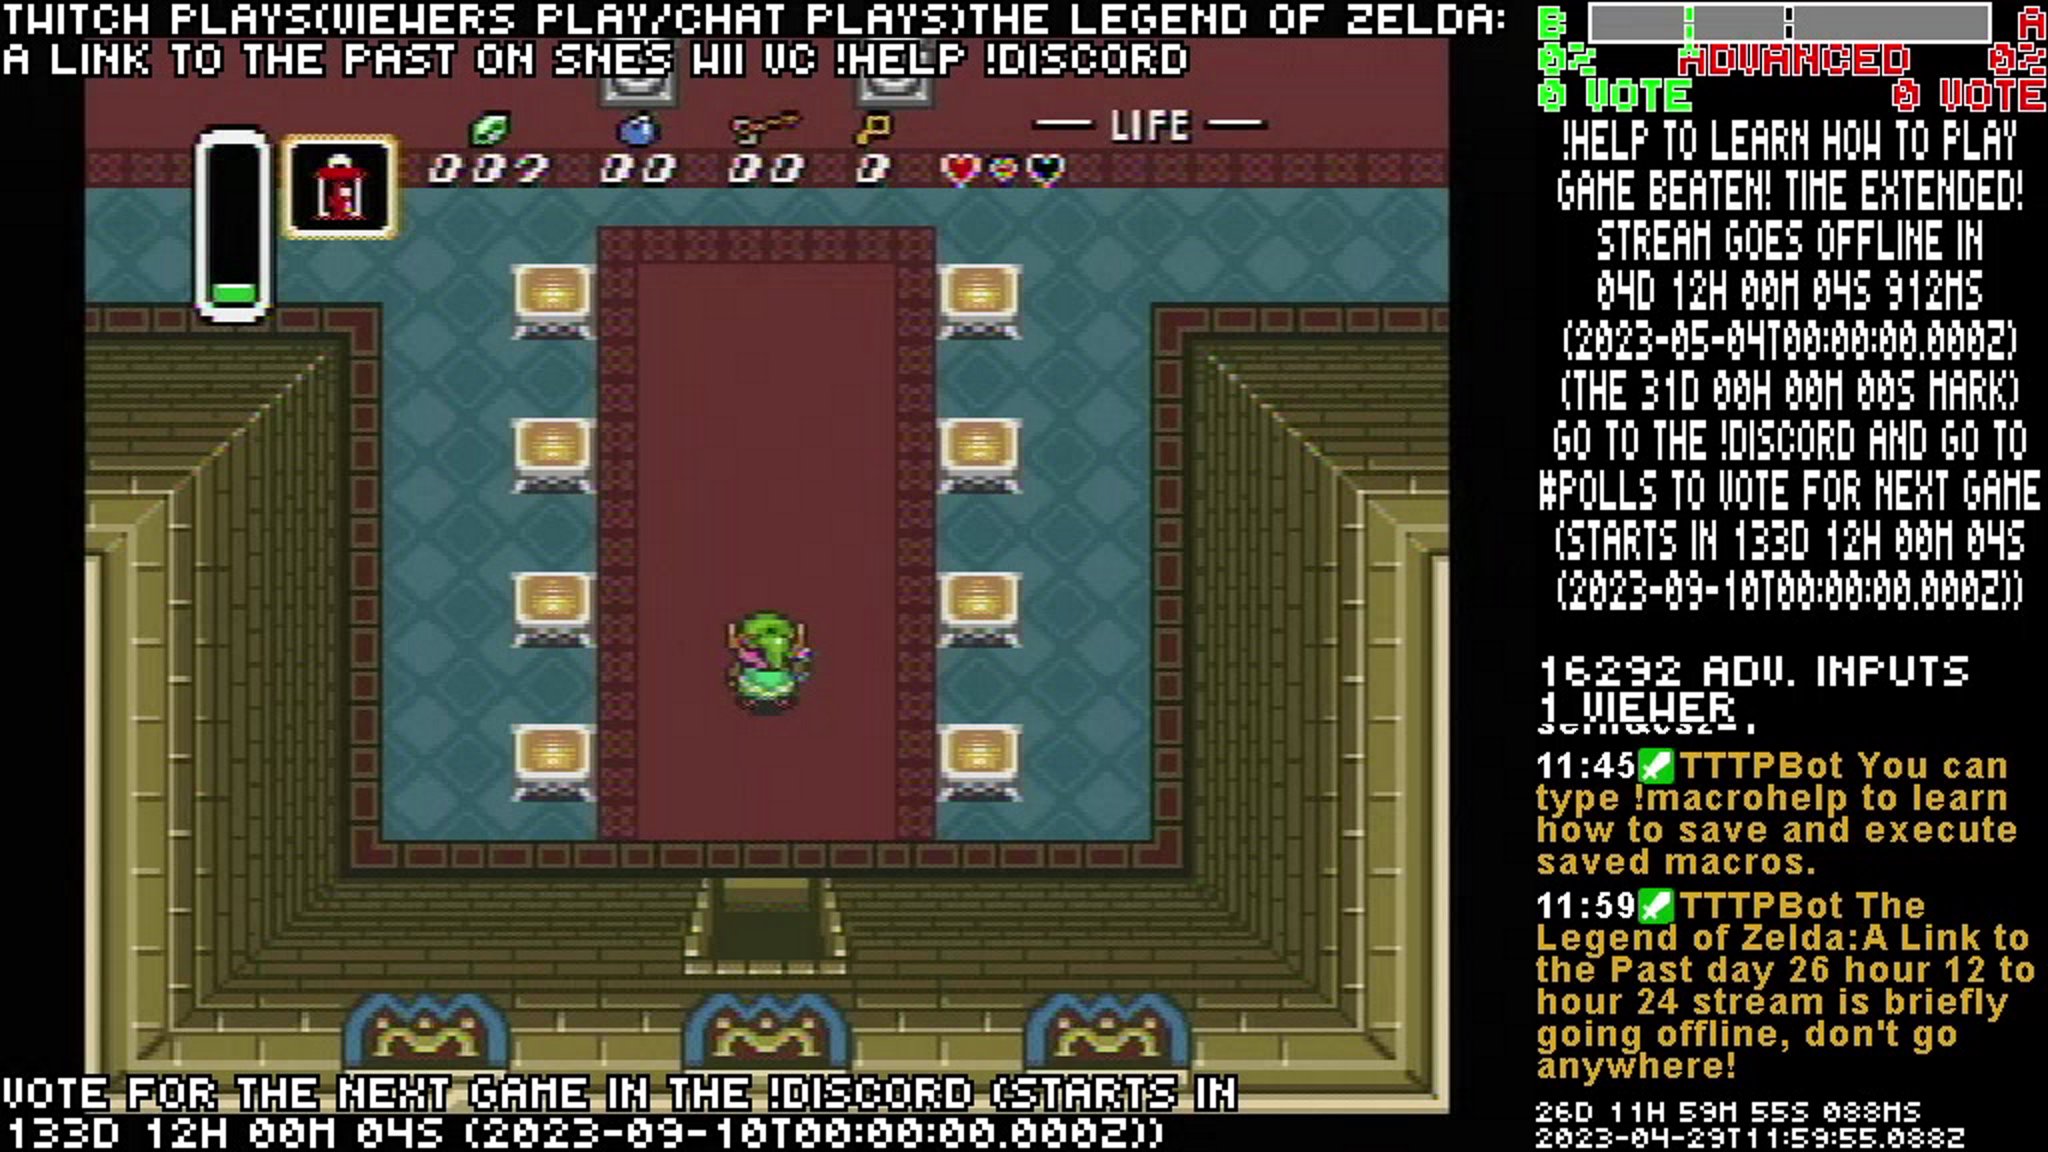 TWITCH PLAYS(VIEWERS PLAY/CHAT PLAYS)THE LEGEND OF ZELDA:
A LINK TO THE PAST ON SNES WII VC !HELP !DISCORD
B
A
0%
ADVANCED
0%
0 VOTE
0 VOTE
— LIFE —
007
00
00
0
!HELP TO LEARN HOW TO PLAY
GAME BEATEN! TIME EXTENDED!
STREAM GOES OFFLINE IN
04D 12H 00M 04S 912MS
(2023-05-04T00:00:00.000Z)
(THE 31D 00H 00M 00S MARK)
GO TO THE !DISCORD AND GO TO
#POLLS TO VOTE FOR NEXT GAME
(STARTS IN 133D 12H 00M 04S
(2023-09-10T00:00:00.000Z))
16292 ADV. INPUTS
1 VIEWER
11:45 TTTPBot You can
type !macrohelp to learn
how to save and execute
saved macros.
11:59 TTTPBot The
Legend of Zelda:A Link to
the Past day 26 hour 12 to
hour 24 stream is briefly
going offline, don't go
anywhere!
26D 11H 59M 55S 088MS
2023-04-29T11:59:55.088Z
VOTE FOR THE NEXT GAME IN THE !DISCORD (STARTS IN
133D 12H 00M 04S (2023-09-10T00:00:00.000Z))